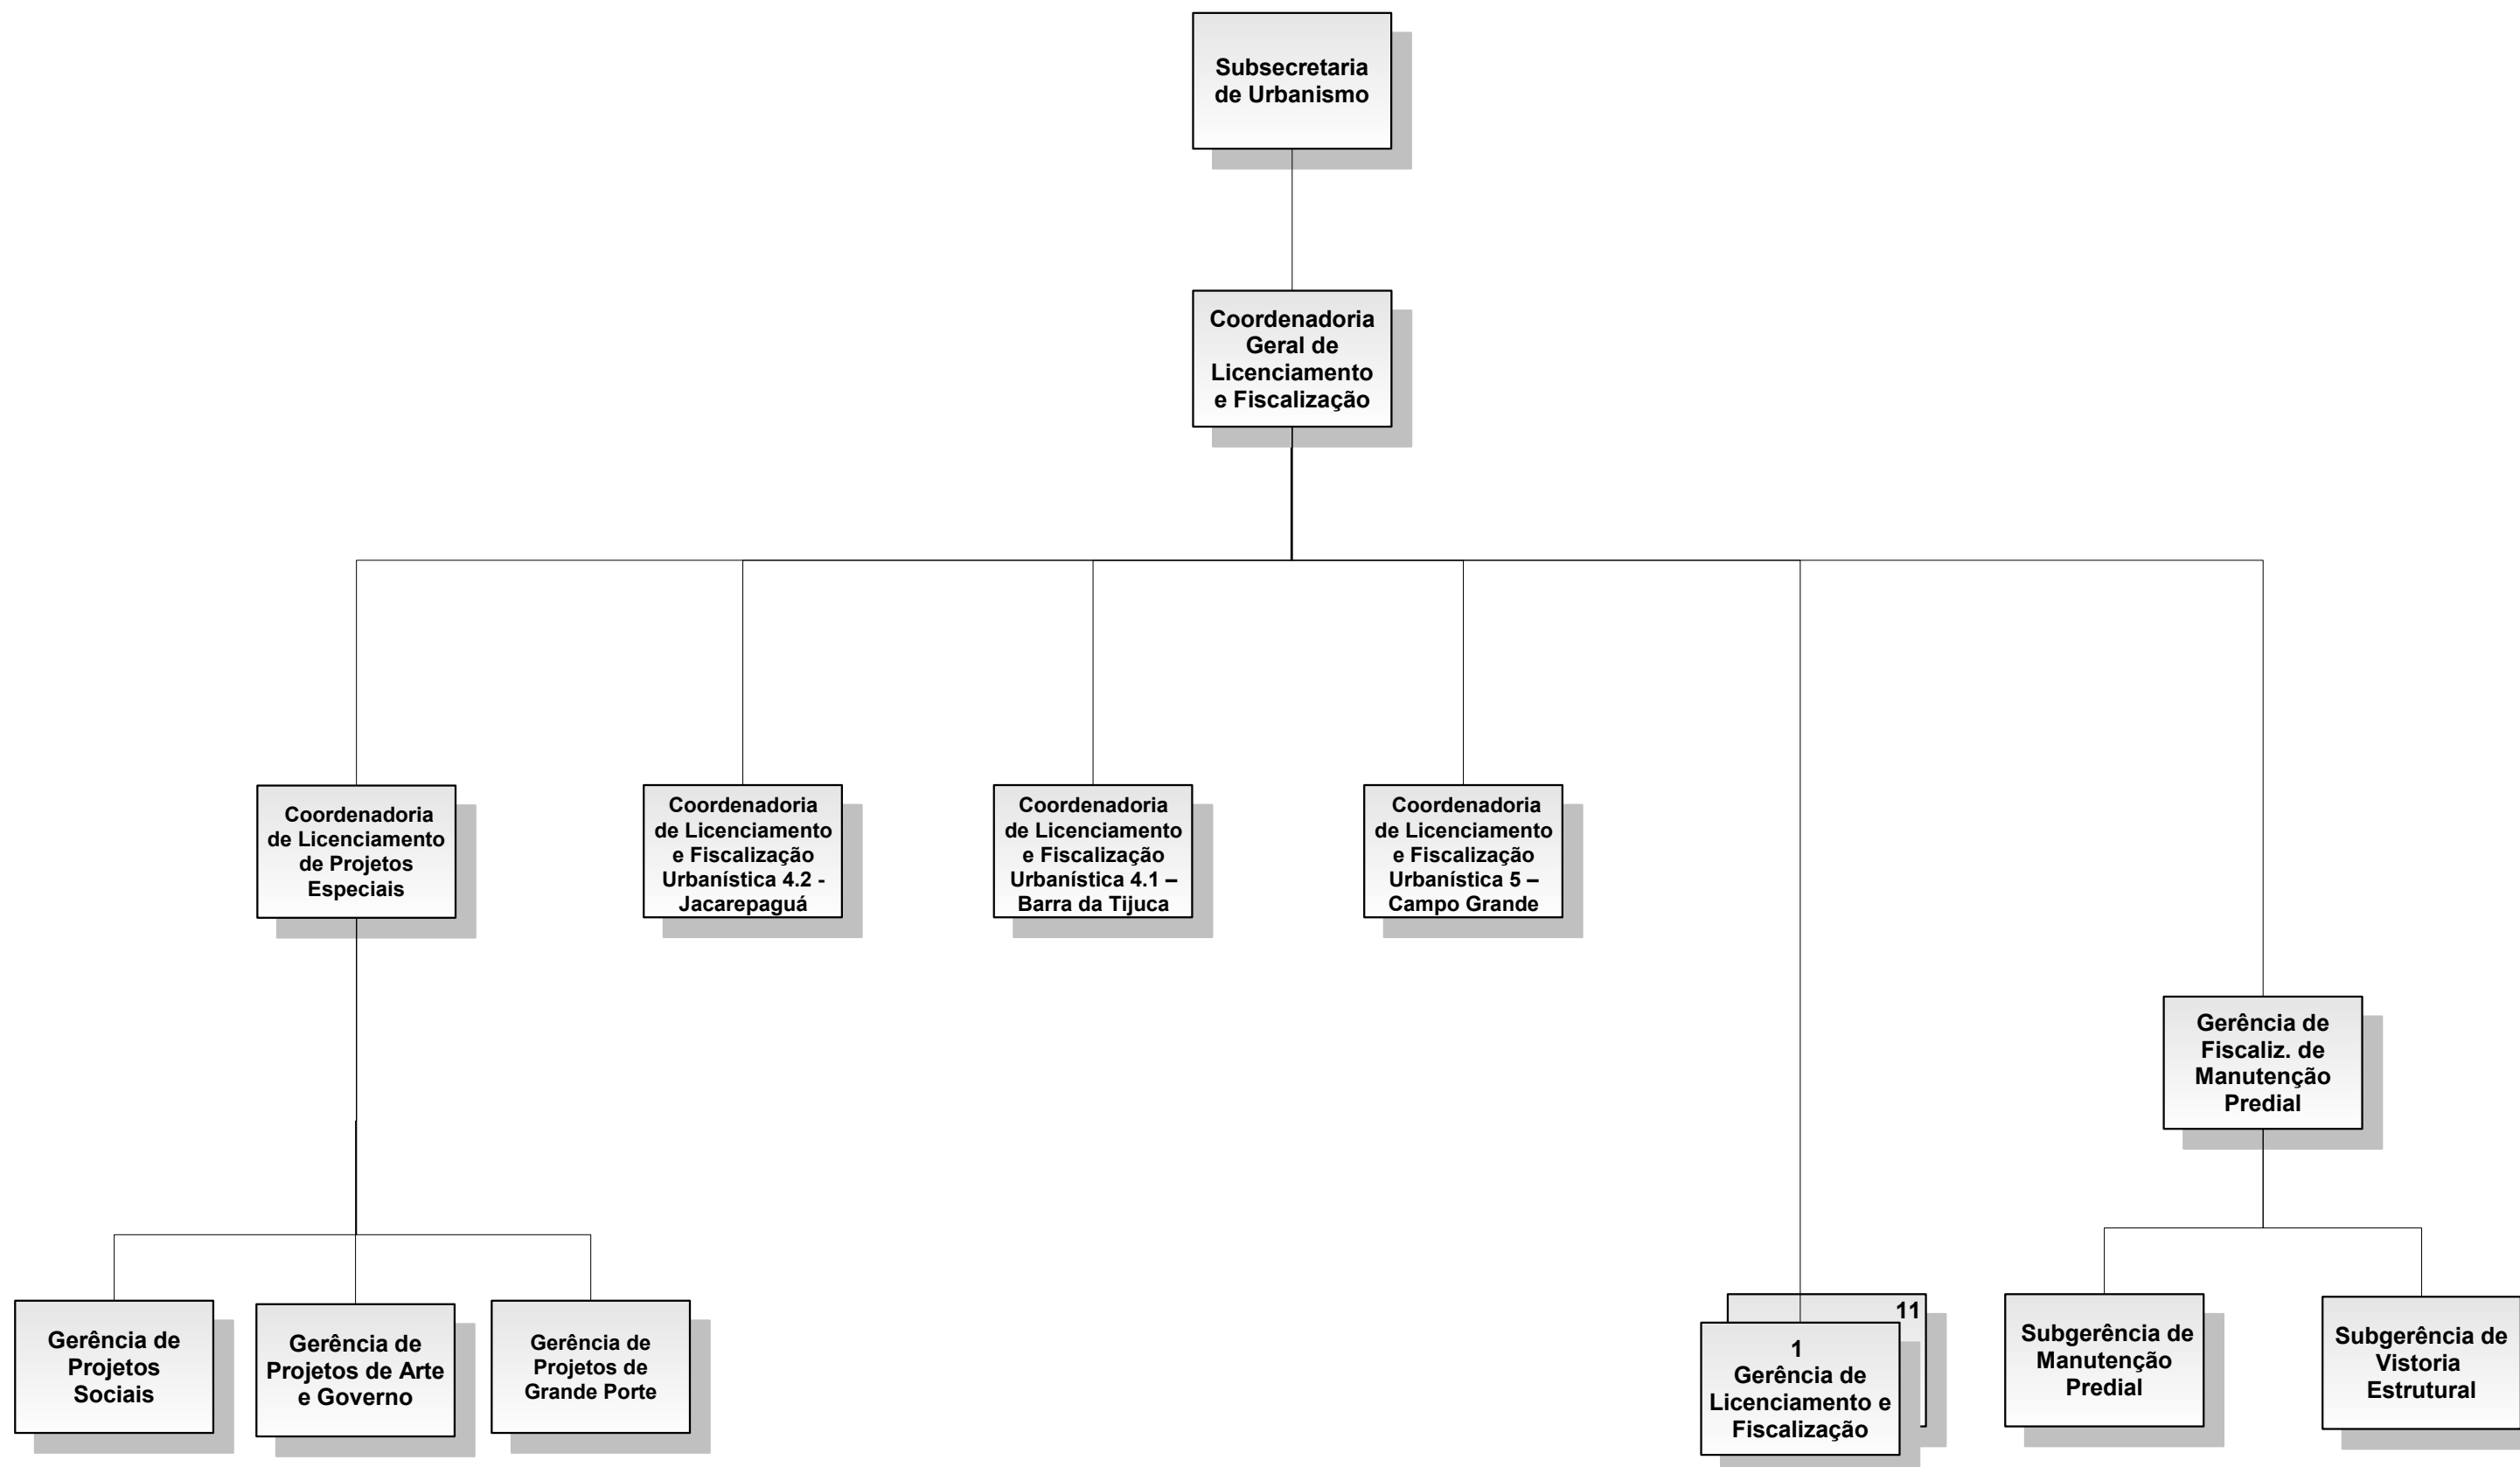 Subsecretaria
de Urbanismo
Coordenadoria
Geral de
Licenciamento
e Fiscalização
Coordenadoria
de Licenciamento
de Projetos
Especiais
Coordenadoria
de Licenciamento
e Fiscalização
Urbanística 4.2 -
Jacarepaguá
Coordenadoria
de Licenciamento
e Fiscalização
Urbanística 4.1 –
Barra da Tijuca
Coordenadoria
de Licenciamento
e Fiscalização
Urbanística 5 –
Campo Grande
Gerência de
Fiscaliz. de
Manutenção
Predial
Gerência de
Projetos
Sociais
Gerência de
Projetos de Arte
e Governo
Gerência de
Projetos de
Grande Porte
11
1
Gerência de
Licenciamento e
Fiscalização
Subgerência de
Manutenção
Predial
Subgerência de
Vistoria
Estrutural